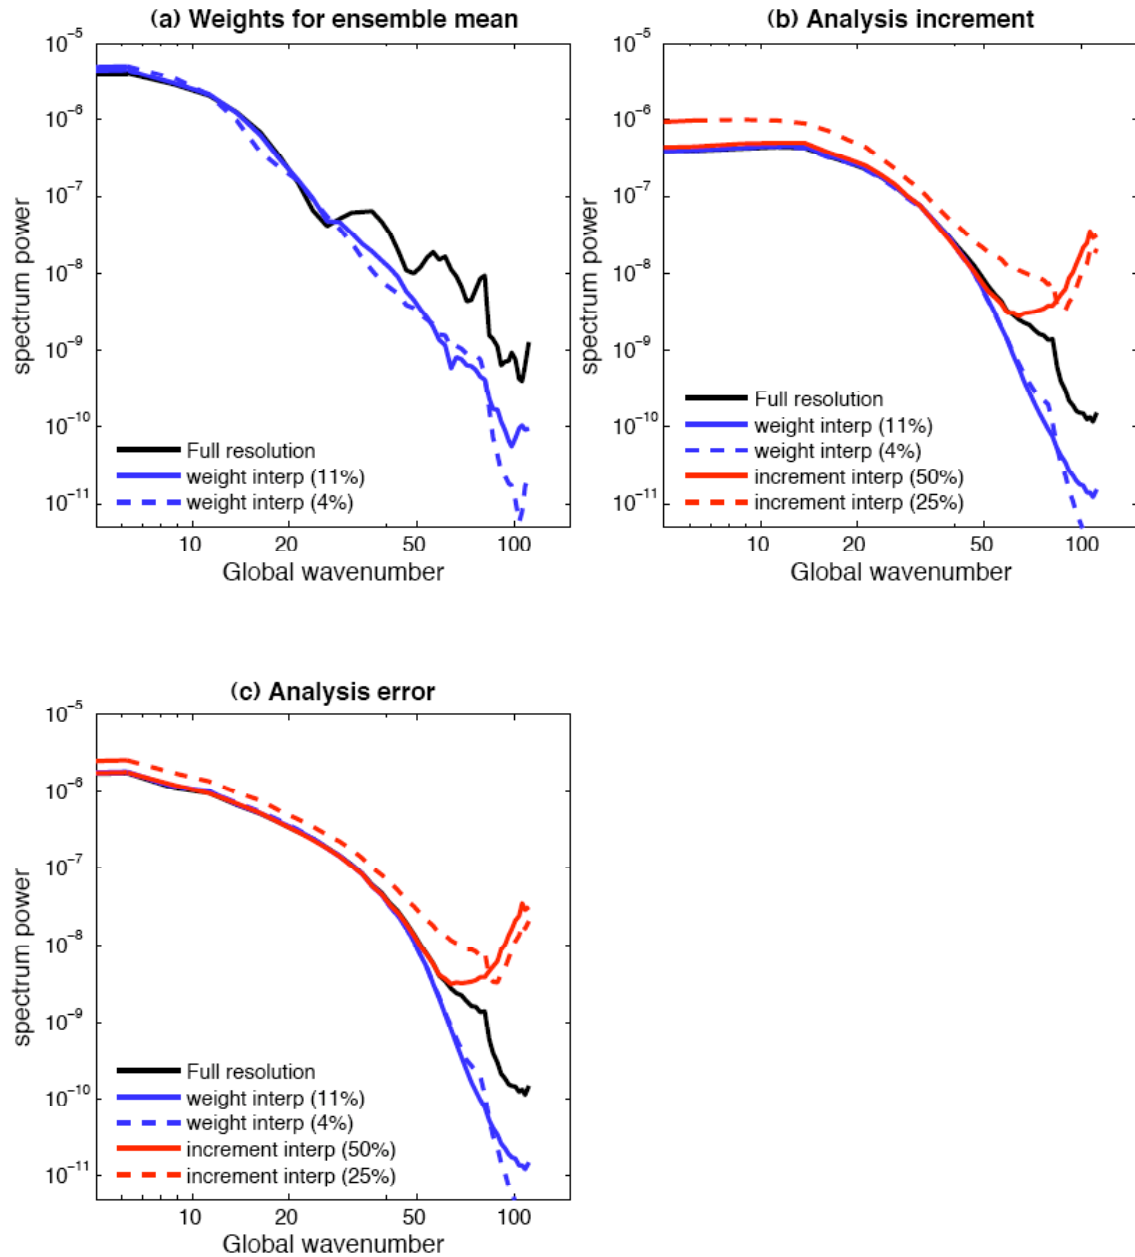 (a) Weights for ensemble mean
10⁻⁵
10⁻⁶
10⁻⁷
10⁻⁸
10⁻⁹
10⁻¹⁰
10⁻¹¹
spectrum power
Full resolution
weight interp (11%)
weight interp (4%)
10 20 50 100
Global wavenumber
(b) Analysis increment
10⁻⁵
10⁻⁶
10⁻⁷
10⁻⁸
10⁻⁹
10⁻¹⁰
10⁻¹¹
spectrum power
Full resolution
weight interp (11%)
weight interp (4%)
increment interp (50%)
increment interp (25%)
10 20 50 100
Global wavenumber
(c) Analysis error
10⁻⁵
10⁻⁶
10⁻⁷
10⁻⁸
10⁻⁹
10⁻¹⁰
10⁻¹¹
spectrum power
Full resolution
weight interp (11%)
weight interp (4%)
increment interp (50%)
increment interp (25%)
10 20 50 100
Global wavenumber